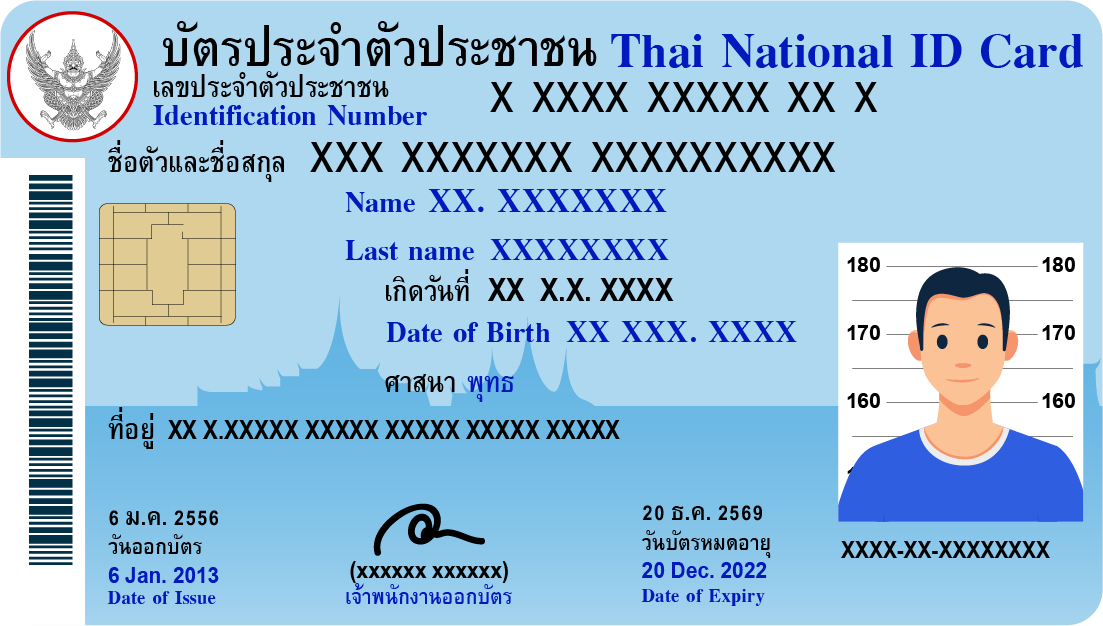 บัตรประจำตัวประชาชน Thai National ID Card
เลขประจำตัวประชาชน
Identification Number
X XXXX XXXXX XX X
ชื่อตัวและชื่อสกุล XXX XXXXXXX XXXXXXXXXX
Name XX. XXXXXXX
Last name XXXXXXXX
เกิดวันที่ XX X.X. XXXX
Date of Birth XX XXX. XXXX
ศาสนา พุทธ
ที่อยู่ XX X.XXXXX XXXXX XXXXX XXXXX XXXXX
180 180
170 170
160 160
6 ม.ค. 2556
วันออกบัตร
6 Jan. 2013
Date of Issue
(xxxxxx xxxxxx)
เจ้าพนักงานออกบัตร
20 ธ.ค. 2569
วันบัตรหมดอายุ
20 Dec. 2022
Date of Expiry
XXXX-XX-XXXXXXXX